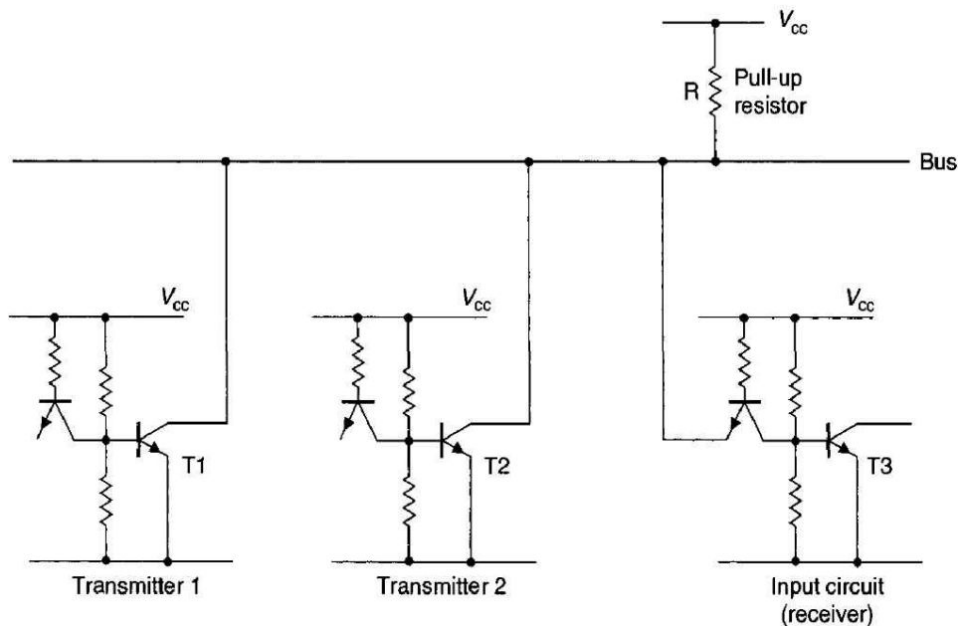 Vcc
R
Pull-up
resistor
Bus
Vcc
Vcc
Vcc
T1
T2
T3
Transmitter 1
Transmitter 2
Input circuit
(receiver)